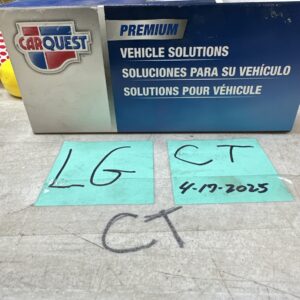 CARQUEST
PREMIUM
VEHICLE SOLUTIONS
SOLUCIONES PARA SU VEHÍCULO
SOLUTIONS POUR VÉHICULE
LG
CT
4-17-2025
CT